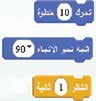 تحرك 10 خطوة
اتجه نحو الاتجاه 90
انتظر 1 ثانية